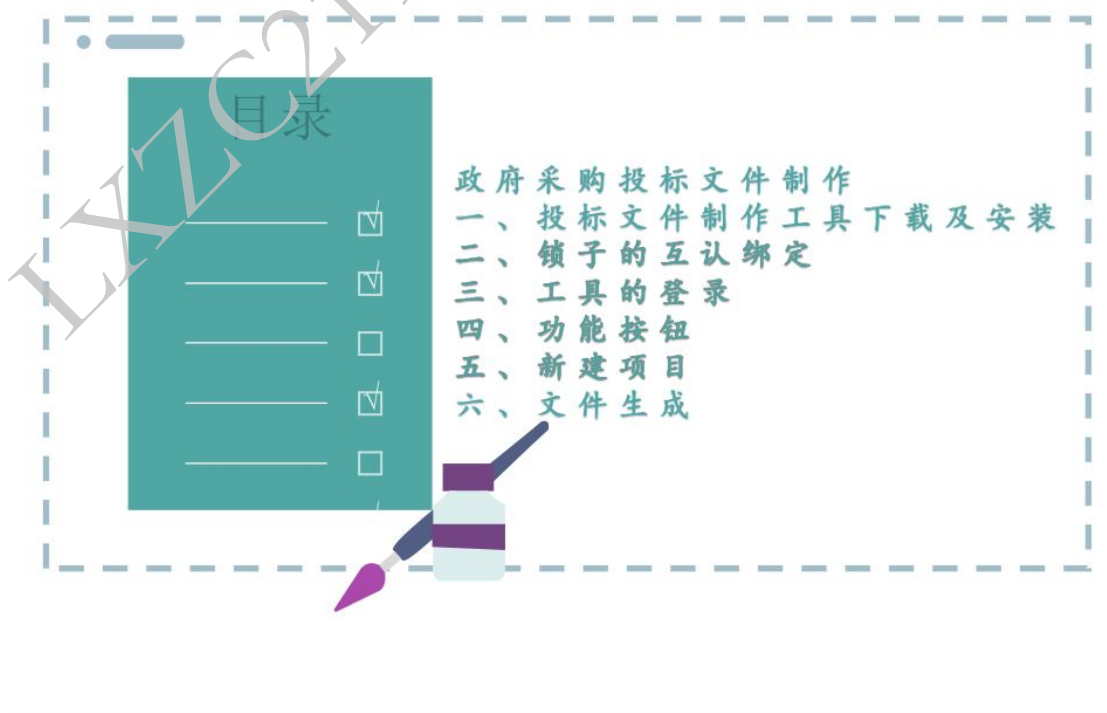 目录
政府采购投标文件制作
一、投标文件制作工具下载及安装
二、锁子的互认绑定
三、工具的登录
四、功能按钮
五、新建项目
六、文件生成